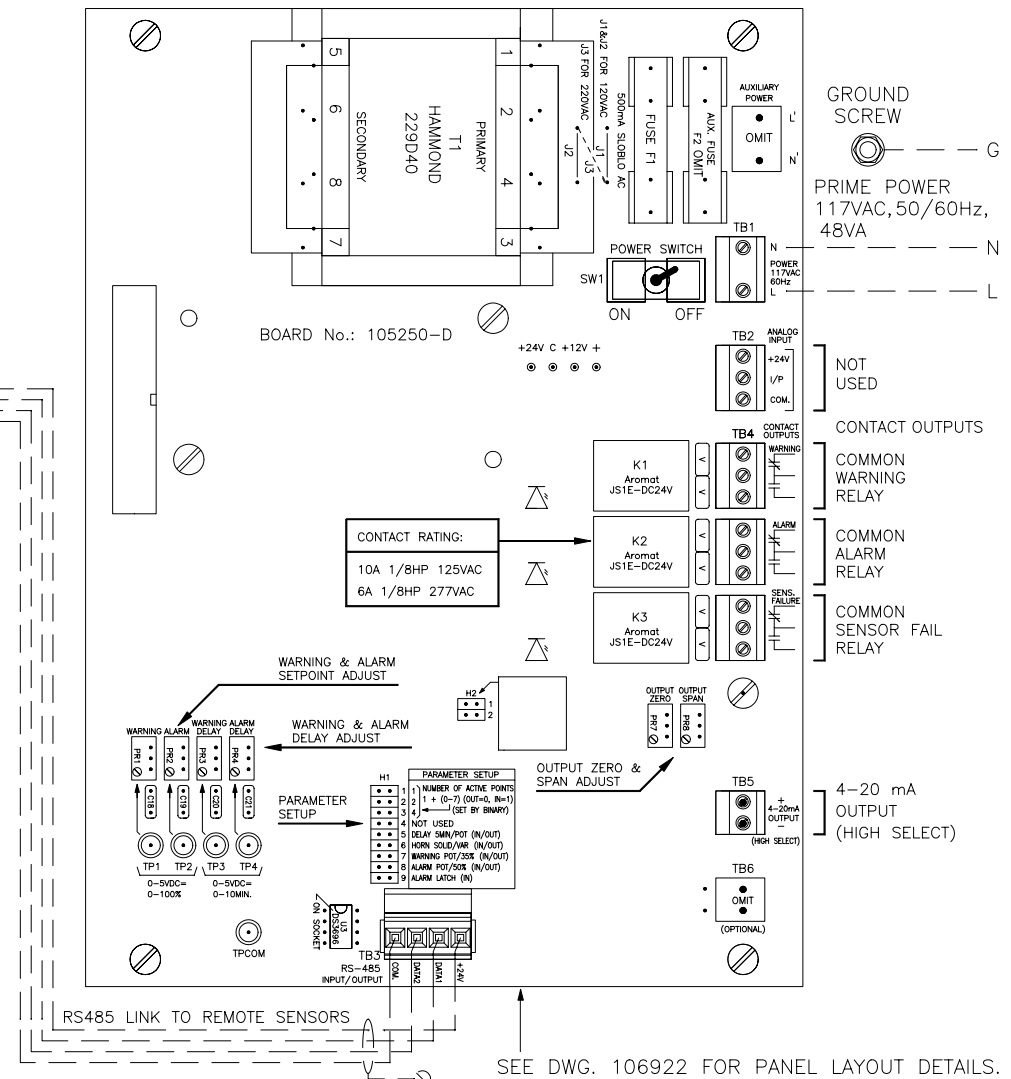 J1&J2 FOR 120VAC
J3 FOR 220VAC
J1
J3
J2
5
6
8
7
SECONDARY
T1
HAMMOND
229D40
PRIMARY
1
2
4
3
500mA SLOBLO AC
FUSE F1
AUX. FUSE
F2 OMIT
AUXILIARY
POWER
OMIT
L'
N'
GROUND
SCREW
G
PRIME POWER
117VAC,50/60Hz,
48VA
TB1
N
POWER
117VAC
60Hz
L
N
L
POWER SWITCH
SW1
ON OFF
BOARD No.: 105250-D
+24V C +12V +
TB2
ANALOG
INPUT
+24V
I/P
COM.
NOT
USED
CONTACT OUTPUTS
TB4
CONTACT
OUTPUTS
WARNING
K1
Aromat
JS1E-DC24V
V
V
COMMON
WARNING
RELAY
CONTACT RATING:
10A 1/8HP 125VAC
6A 1/8HP 277VAC
K2
Aromat
JS1E-DC24V
V
V
ALARM
COMMON
ALARM
RELAY
K3
Aromat
JS1E-DC24V
V
V
SENS.
FAILURE
COMMON
SENSOR FAIL
RELAY
WARNING & ALARM
SETPOINT ADJUST
WARNING & ALARM
DELAY ADJUST
H2
1
2
OUTPUT
ZERO
OUTPUT
SPAN
PR7
PR8
OUTPUT ZERO &
SPAN ADJUST
WARNING
ALARM
WARNING
DELAY
ALARM
DELAY
PR1
PR2
PR3
PR4
C18
C19
C20
C21
TP1
TP2
TP3
TP4
0-5VDC=
0-100%
0-5VDC=
0-10MIN.
TPCOM
PARAMETER
SETUP
H1
PARAMETER SETUP
1 1 NUMBER OF ACTIVE POINTS
2 2 1 + (0-7) (OUT=0, IN=1)
3 4 (SET BY BINARY)
4 NOT USED
5 DELAY 5MIN/POT (IN/OUT)
6 HORN SOLID/VAR (IN/OUT)
7 WARNING POT/35% (IN/OUT)
8 ALARM POT/50% (IN/OUT)
9 ALARM LATCH (IN)
TB5
+
4-20mA
OUTPUT
-
(HIGH SELECT)
4-20 mA
OUTPUT
(HIGH SELECT)
TB6
OMIT
(OPTIONAL)
U3
DS3696
ON SOCKET
TB3
RS-485
INPUT/OUTPUT
COM.
DATA2
DATA1
+24V
RS485 LINK TO REMOTE SENSORS
SEE DWG. 106922 FOR PANEL LAYOUT DETAILS.